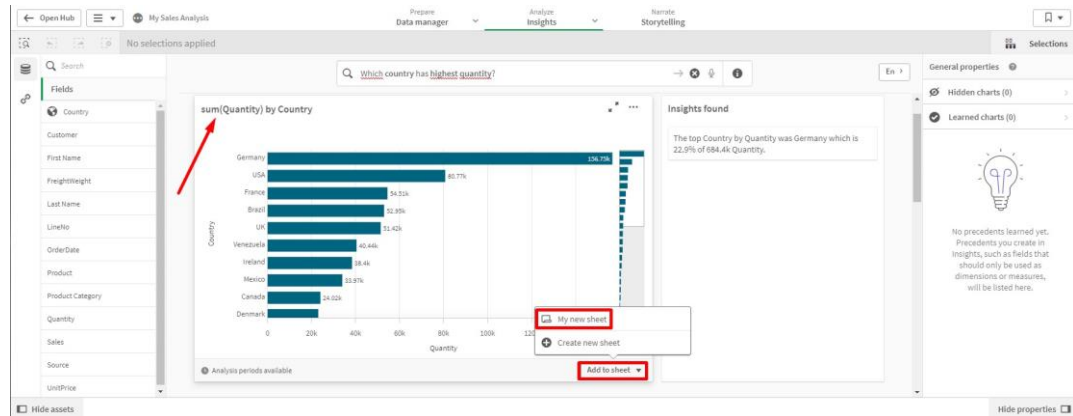 Open Hub
My Sales Analysis
Prepare
Data manager
Analyze
Insights
Narrate
Storytelling
No selections applied
Selections
Search
Fields
Country
Customer
First Name
FreightWeight
Last Name
LineNo
OrderDate
Product
Product Category
Quantity
Sales
Source
UnitPrice
Hide assets
Which country has highest quantity?
En
sum(Quantity) by Country
Country
Germany 156.75k
USA 80.77k
France 54.51k
Brazil 52.95k
UK 51.42k
Venezuela 40.44k
Ireland 38.4k
Mexico 33.97k
Canada 24.02k
Denmark
0 20k 40k 60k 80k 100k
Quantity
My new sheet
Create new sheet
Analysis periods available
Add to sheet
Insights found
The top Country by Quantity was Germany which is
22.9% of 684.4k Quantity.
General properties
Hidden charts (0)
Learned charts (0)
No precedents learned yet.
Precedents you create in
Insights, such as fields that
should only be used as
dimensions or measures,
will be listed here.
Hide properties